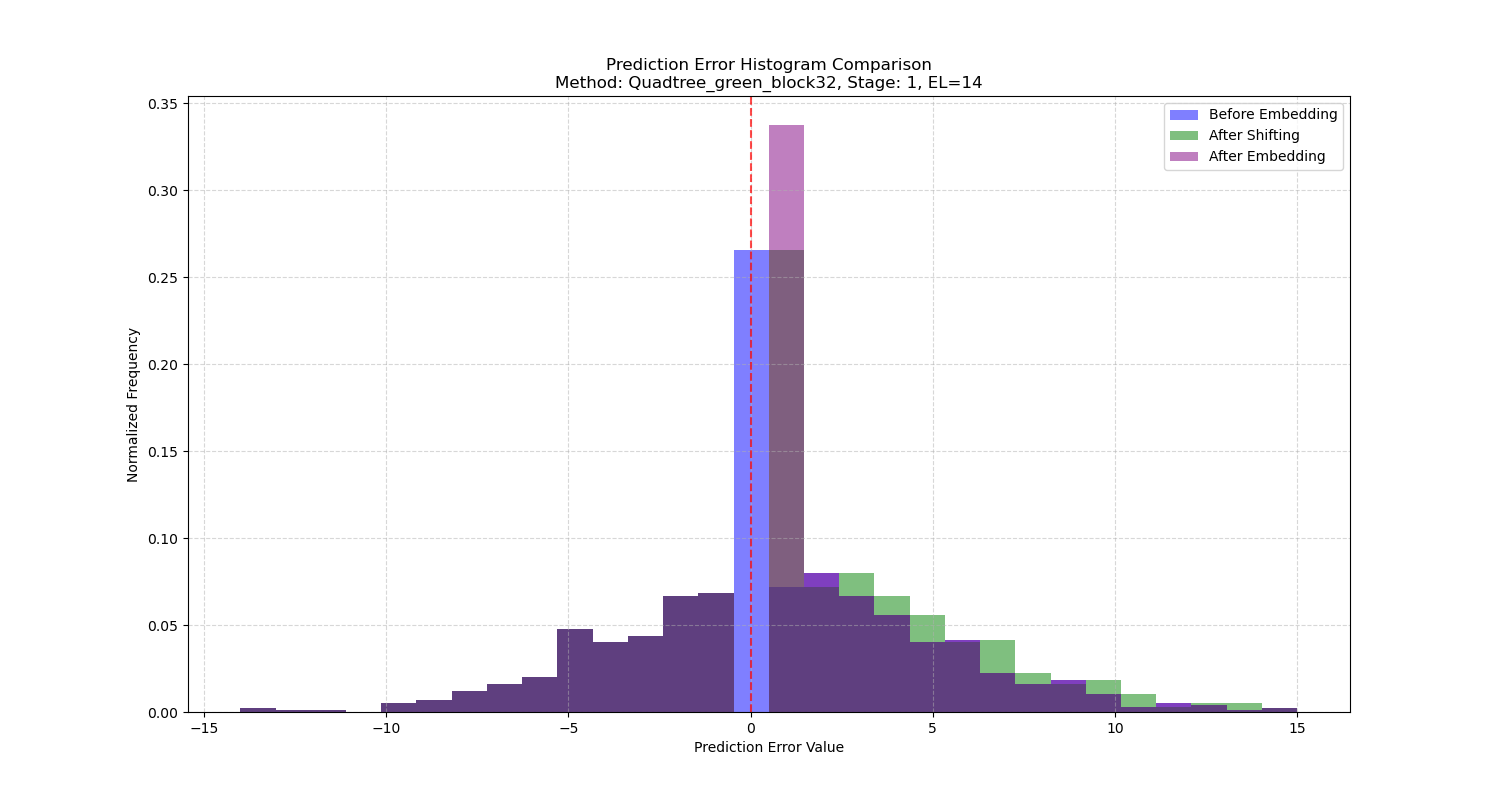 Prediction Error Histogram Comparison
Method: Quadtree_green_block32, Stage: 1, EL=14
Before Embedding
After Shifting
After Embedding
Normalized Frequency
0.35
0.30
0.25
0.20
0.15
0.10
0.05
0.00
−15 −10 −5 0 5 10 15
Prediction Error Value